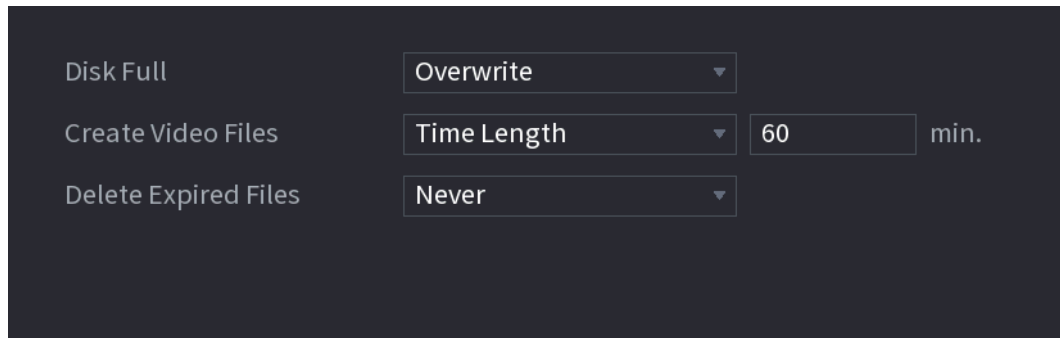 Disk Full Overwrite
Create Video Files Time Length 60 min.
Delete Expired Files Never